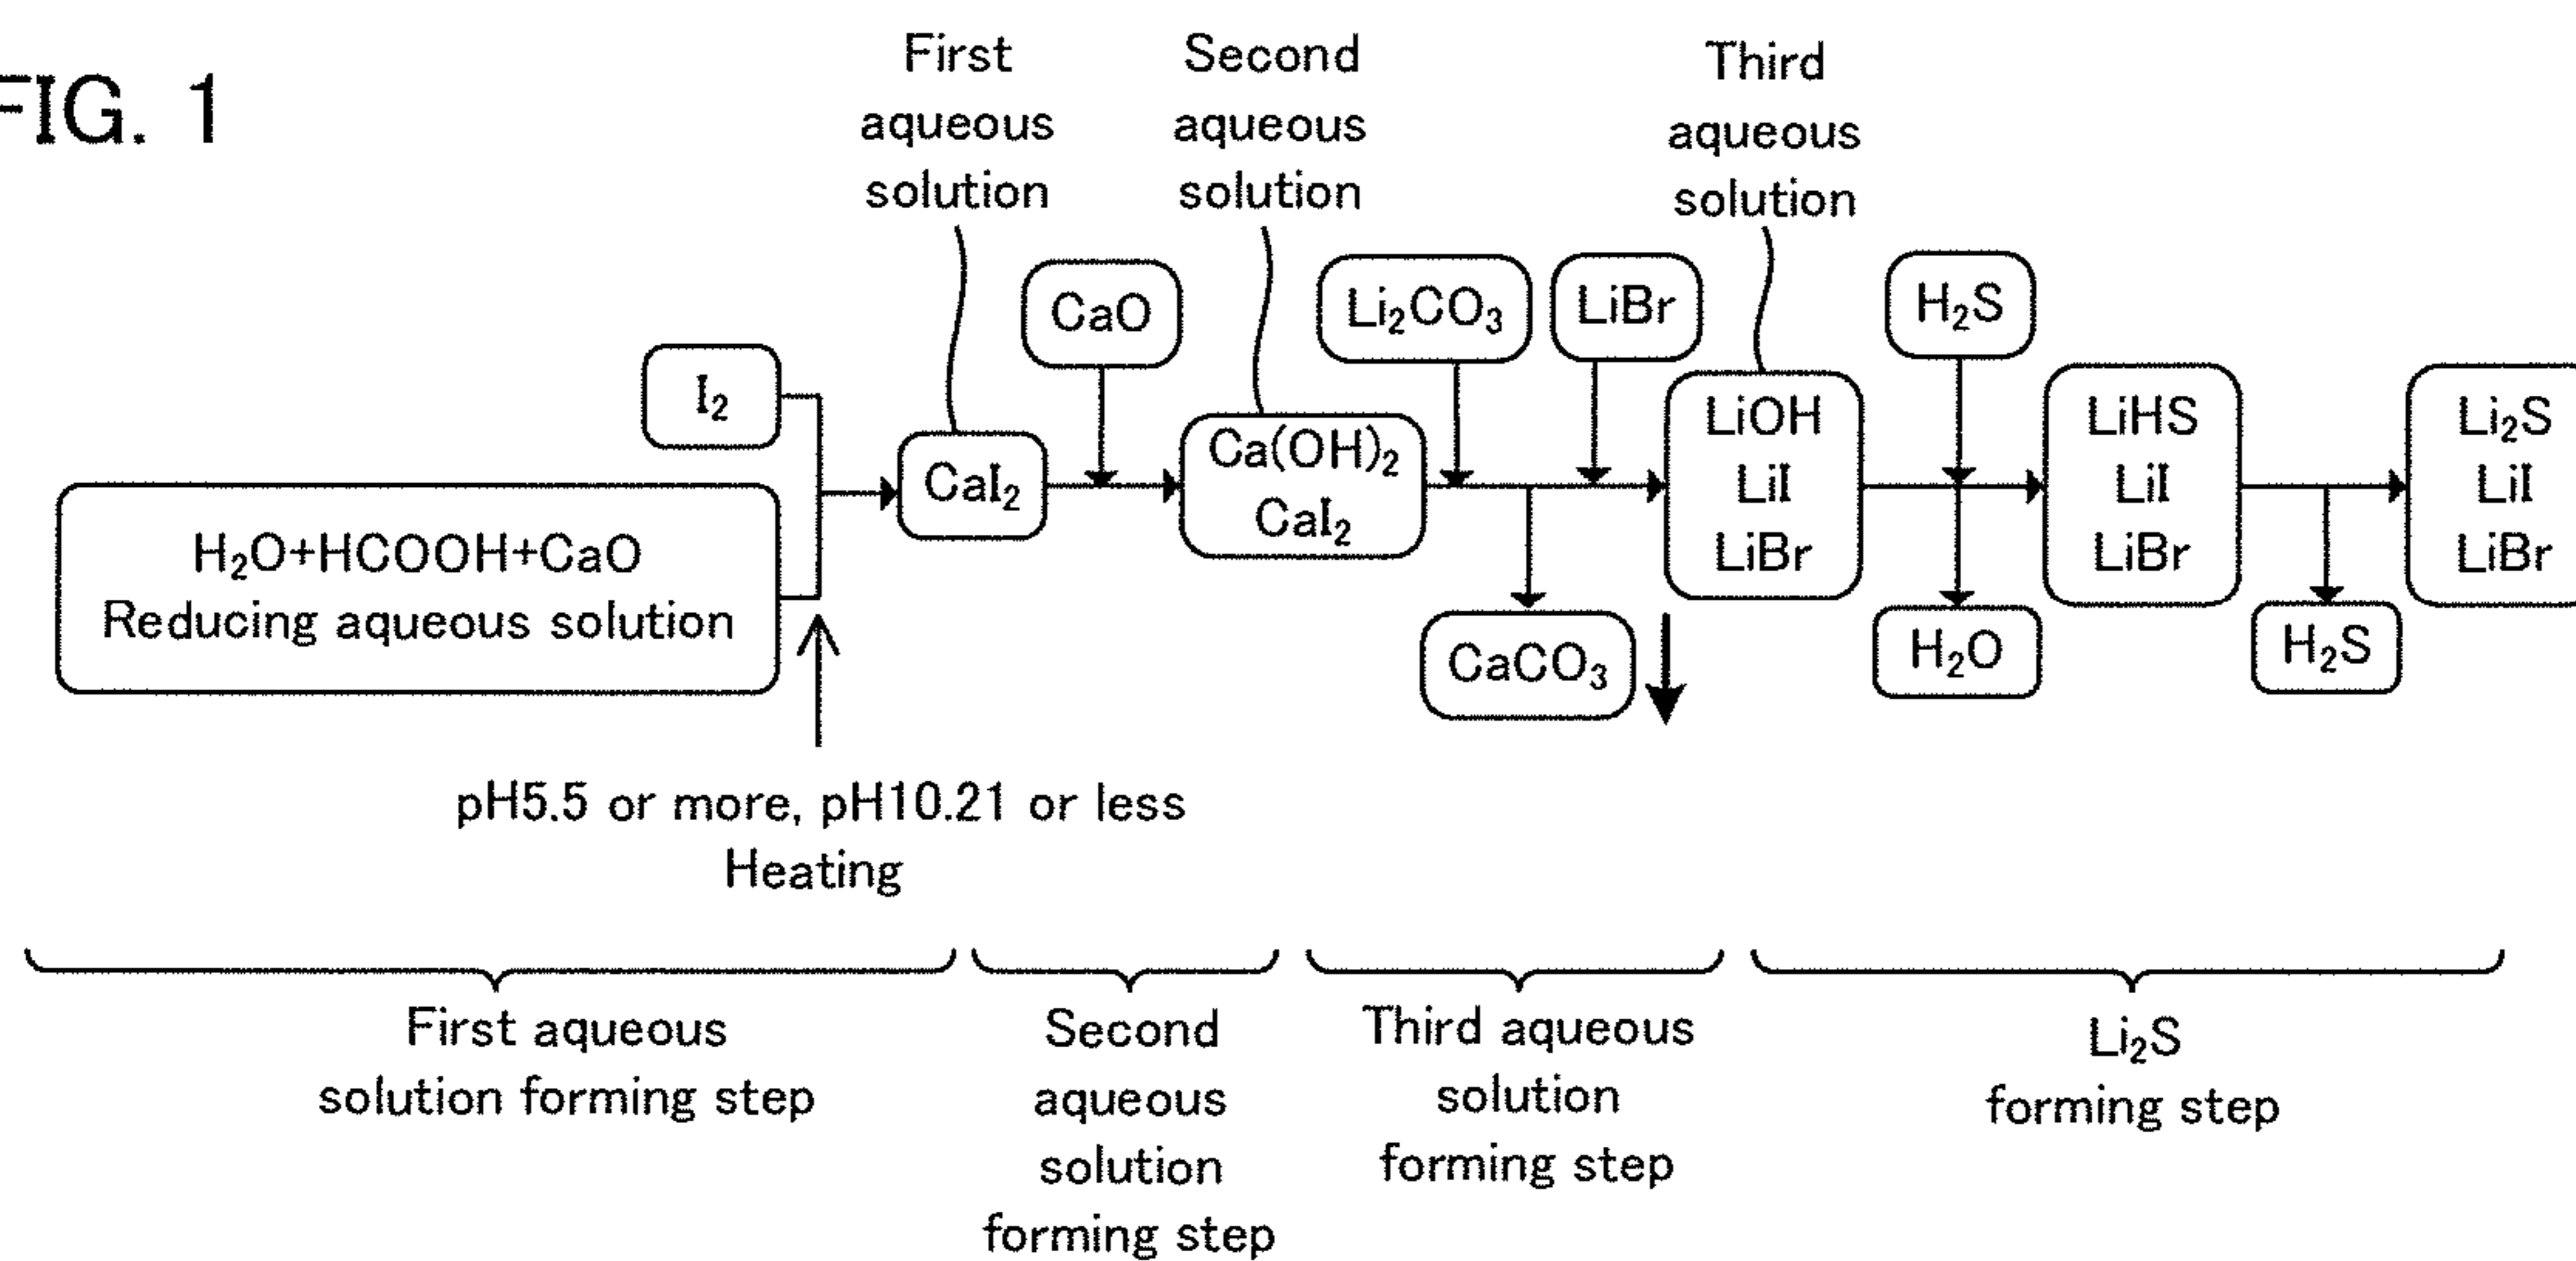 FIG. 1
First
aqueous
solution
Second
aqueous
solution
Third
aqueous
solution
CaO
Li₂CO₃
LiBr
H₂S
I₂
H₂O+HCOOH+CaO
Reducing aqueous solution
CaI₂
Ca(OH)₂
CaI₂
LiOH
LiI
LiBr
LiHS
LiI
LiBr
Li₂S
LiI
LiBr
CaCO₃
H₂O
H₂S
pH5.5 or more, pH10.21 or less
Heating
First aqueous
solution forming step
Second
aqueous
solution
forming step
Third aqueous
solution
forming step
Li₂S
forming step